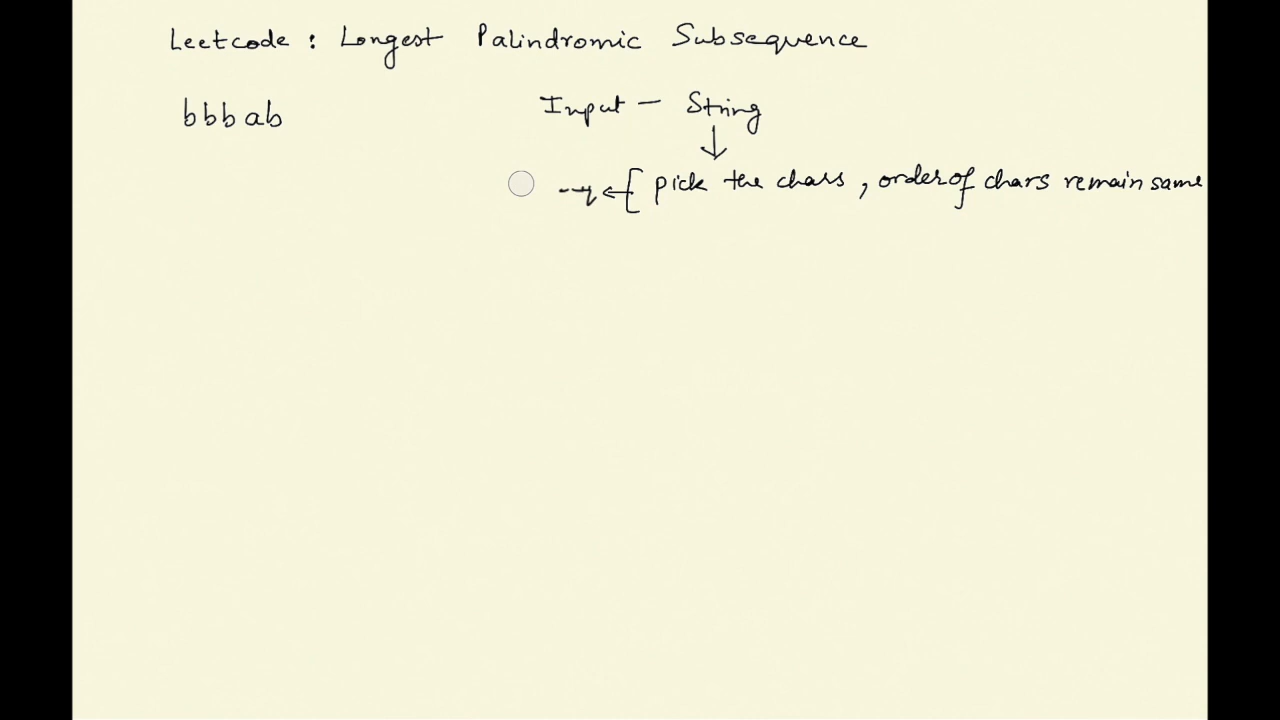 Leetcode : Longest Palindromic Subsequence
bbbab
Input - String
pick the chars , order of chars remain same